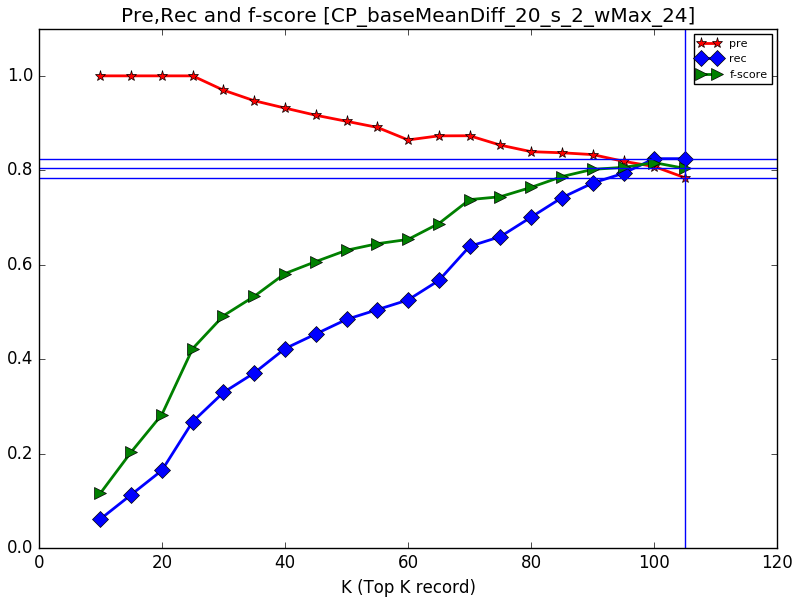 Pre,Rec and f-score [CP_baseMeanDiff_20_s_2_wMax_24]
pre
rec
f-score
1.0
0.8
0.6
0.4
0.2
0.0
0 20 40 60 80 100 120
K (Top K record)